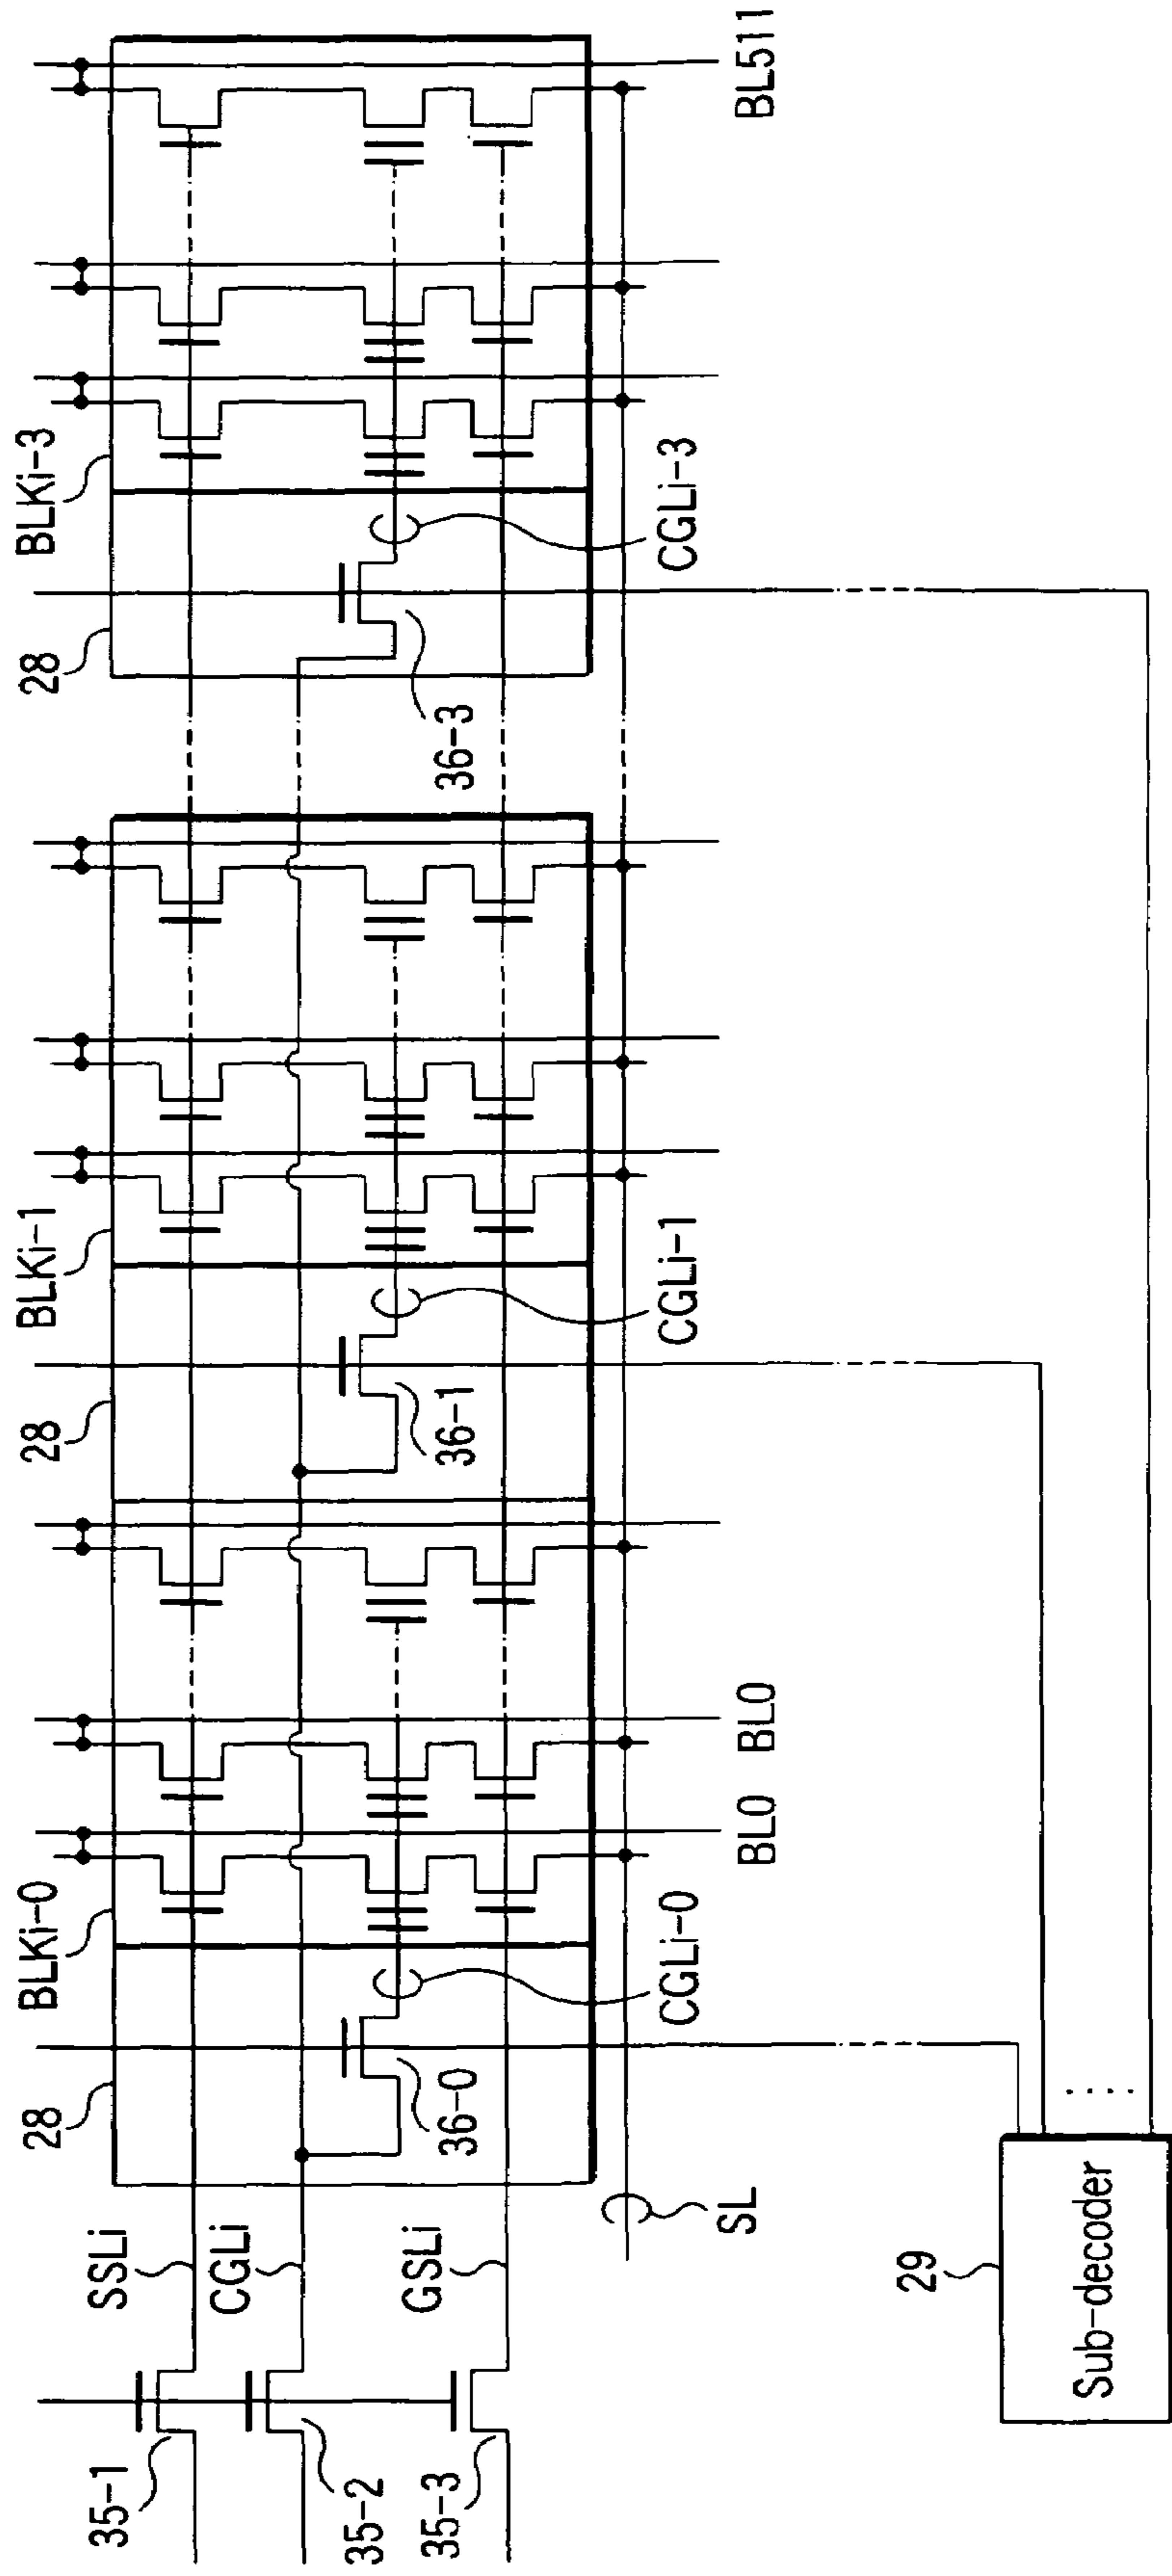 35-1
SSLi
28
BLKi-0
28
BLKi-1
28
BLKi-3
35-2
CGLi
35-3
GSLi
36-0
36-1
36-3
SL
CGLi-0
CGLi-1
CGLi-3
BL0
BL0
BL511
29
Sub-decoder